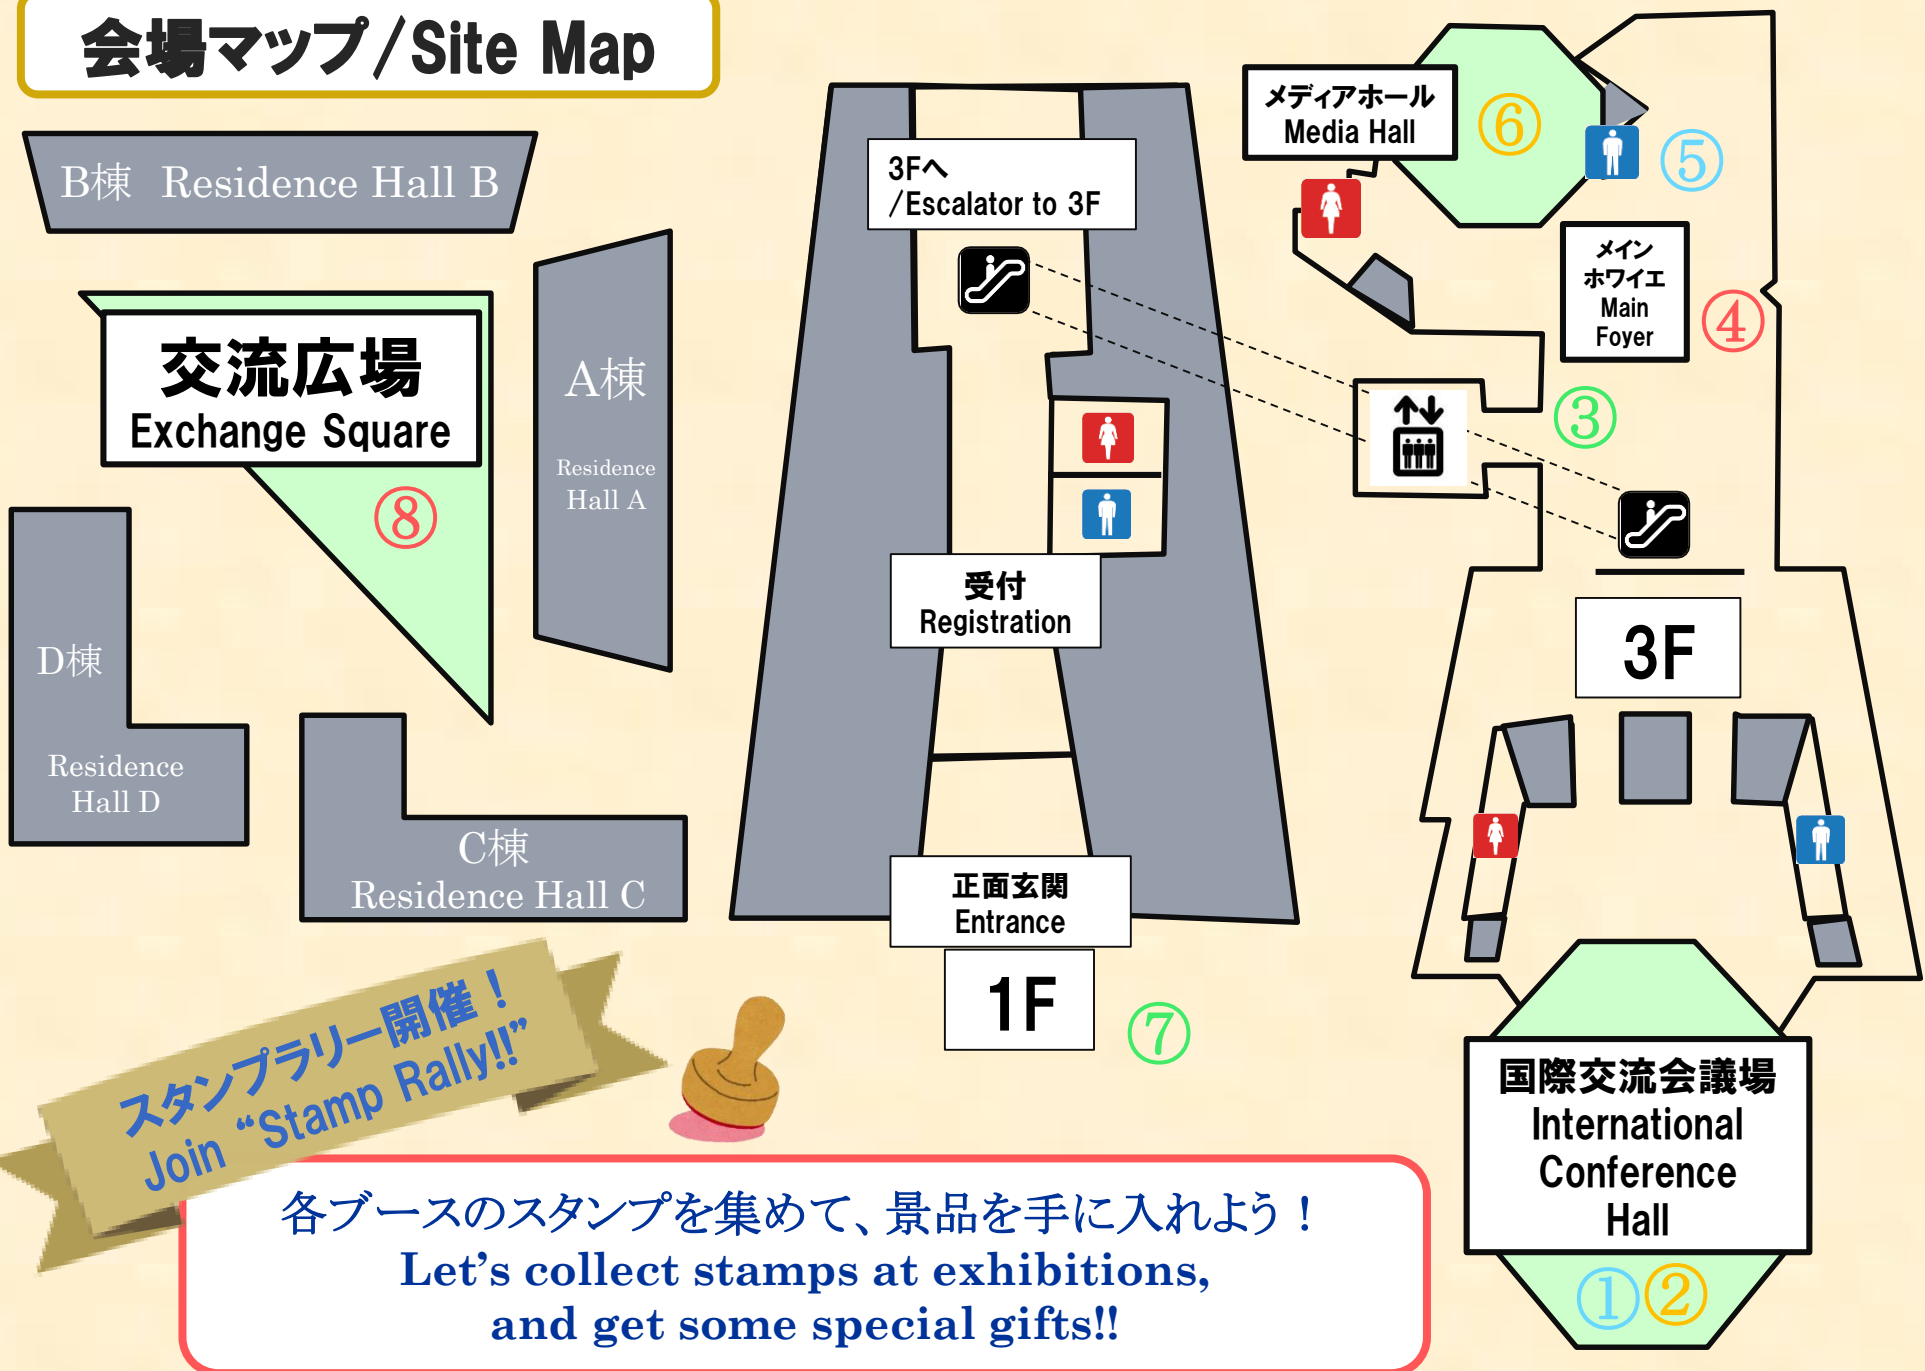 会場マップ/Site Map
B棟 Residence Hall B
交流広場
Exchange Square
⑧
A棟
Residence
Hall A
D棟
Residence
Hall D
C棟
Residence Hall C
3Fへ
/Escalator to 3F
受付
Registration
正面玄関
Entrance
1F
⑦
メディアホール
Media Hall
⑥
⑤
メイン
ホワイエ
Main
Foyer
④
③
3F
国際交流会議場
International
Conference
Hall
①②
スタンプラリー開催！
Join “Stamp Rally!!”
各ブースのスタンプを集めて、景品を手に入れよう！
Let’s collect stamps at exhibitions,
and get some special gifts!!